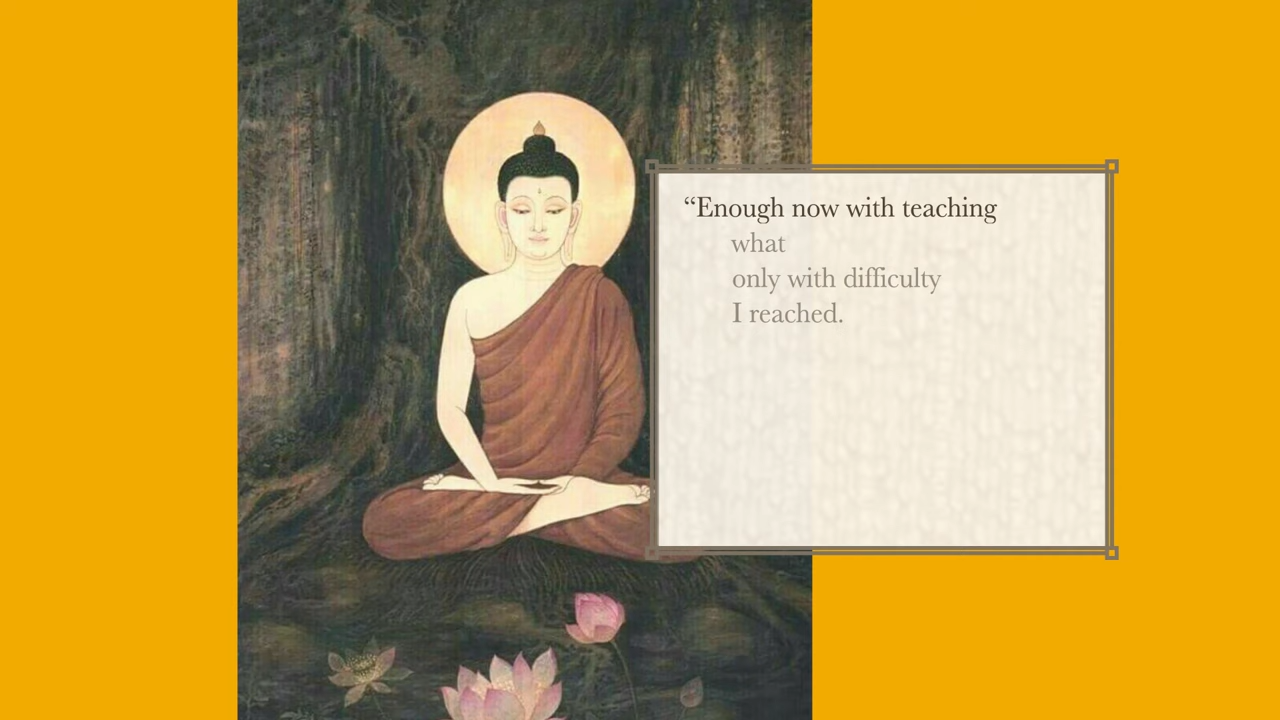 “Enough now with teaching
what
only with difficulty
I reached.